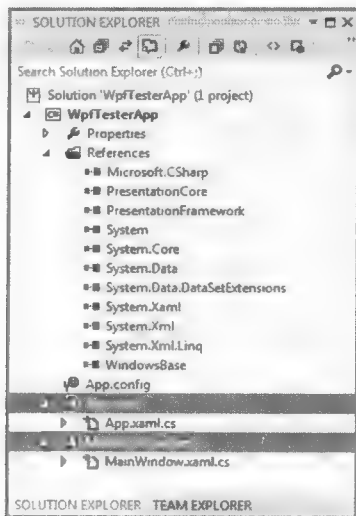 SOLUTION EXPLORER
Search Solution Explorer (Ctrl+;)
Solution 'WpfTesterApp' (1 project)
WpfTesterApp
Properties
References
Microsoft.CSharp
PresentationCore
PresentationFramework
System
System.Core
System.Data
System.Data.DataSetExtensions
System.Xaml
System.Xml
System.Xml.Linq
WindowsBase
App.config
App.xaml.cs
MainWindow.xaml.cs
SOLUTION EXPLORER TEAM EXPLORER